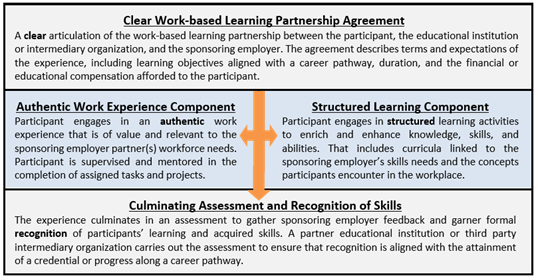 Clear Work-based Learning Partnership Agreement
A clear articulation of the work-based learning partnership between the participant, the educational institution
or intermediary organization, and the sponsoring employer. The agreement describes terms and expectations of
the experience, including learning objectives aligned with a career pathway, duration, and the financial or
educational compensation afforded to the participant.
Authentic Work Experience Component
Participant engages in an authentic work
experience that is of value and relevant to the
sponsoring employer partner(s) workforce needs.
Participant is supervised and mentored in the
completion of assigned tasks and projects.
Structured Learning Component
Participant engages in structured learning activities
to enrich and enhance knowledge, skills, and
abilities. That includes curricula linked to the
sponsoring employer's skills needs and the concepts
participants encounter in the workplace.
Culminating Assessment and Recognition of Skills
The experience culminates in an assessment to gather sponsoring employer feedback and garner formal
recognition of participants' learning and acquired skills. A partner educational institution or third party
intermediary organization carries out the assessment to ensure that recognition is aligned with the attainment
of a credential or progress along a career pathway.